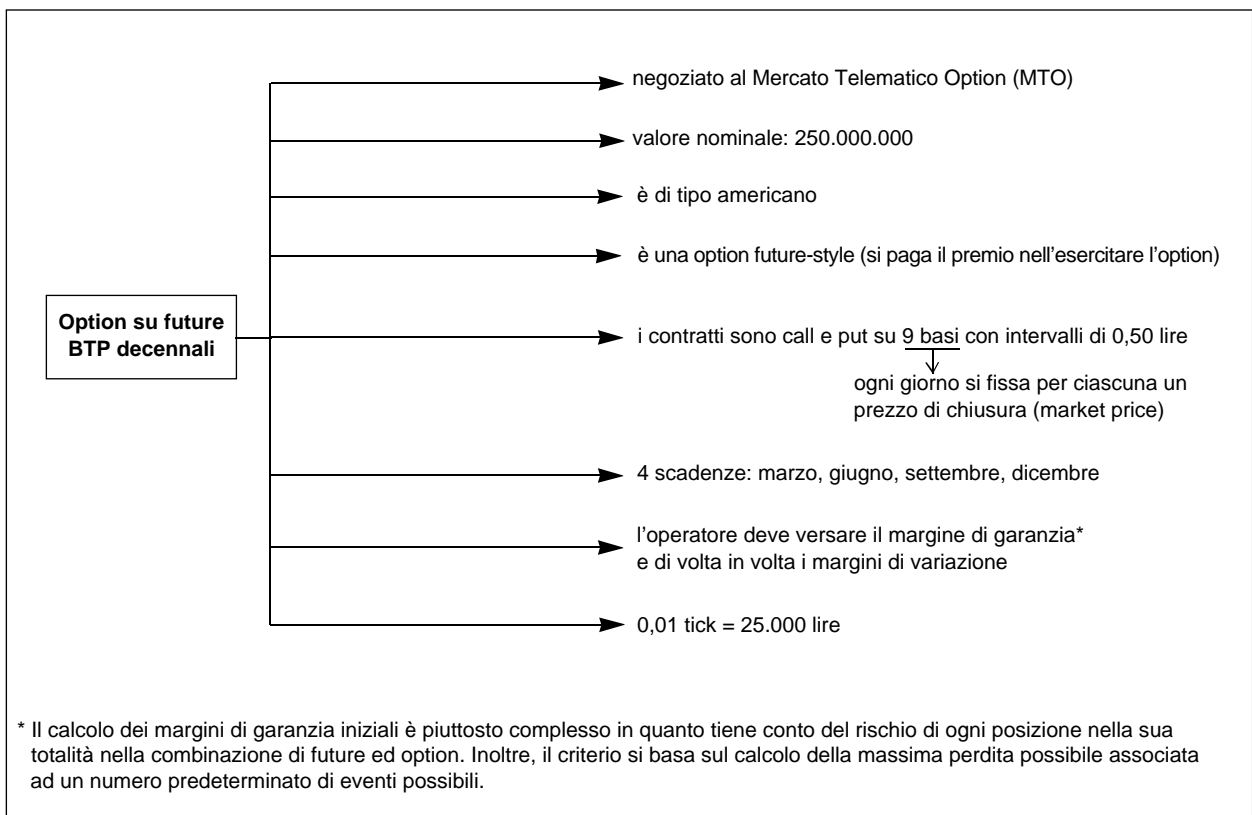 negoziato al Mercato Telematico Option (MTO)
valore nominale: 250.000.000
è di tipo americano
è una option future-style (si paga il premio nell'esercitare l'option)
Option su future
BTP decennali
i contratti sono call e put su 9 basi con intervalli di 0,50 lire
ogni giorno si fissa per ciascuna un
prezzo di chiusura (market price)
4 scadenze: marzo, giugno, settembre, dicembre
l'operatore deve versare il margine di garanzia*
e di volta in volta i margini di variazione
0,01 tick = 25.000 lire
* Il calcolo dei margini di garanzia iniziali è piuttosto complesso in quanto tiene conto del rischio di ogni posizione nella sua
totalità nella combinazione di future ed option. Inoltre, il criterio si basa sul calcolo della massima perdita possibile associata
ad un numero predeterminato di eventi possibili.